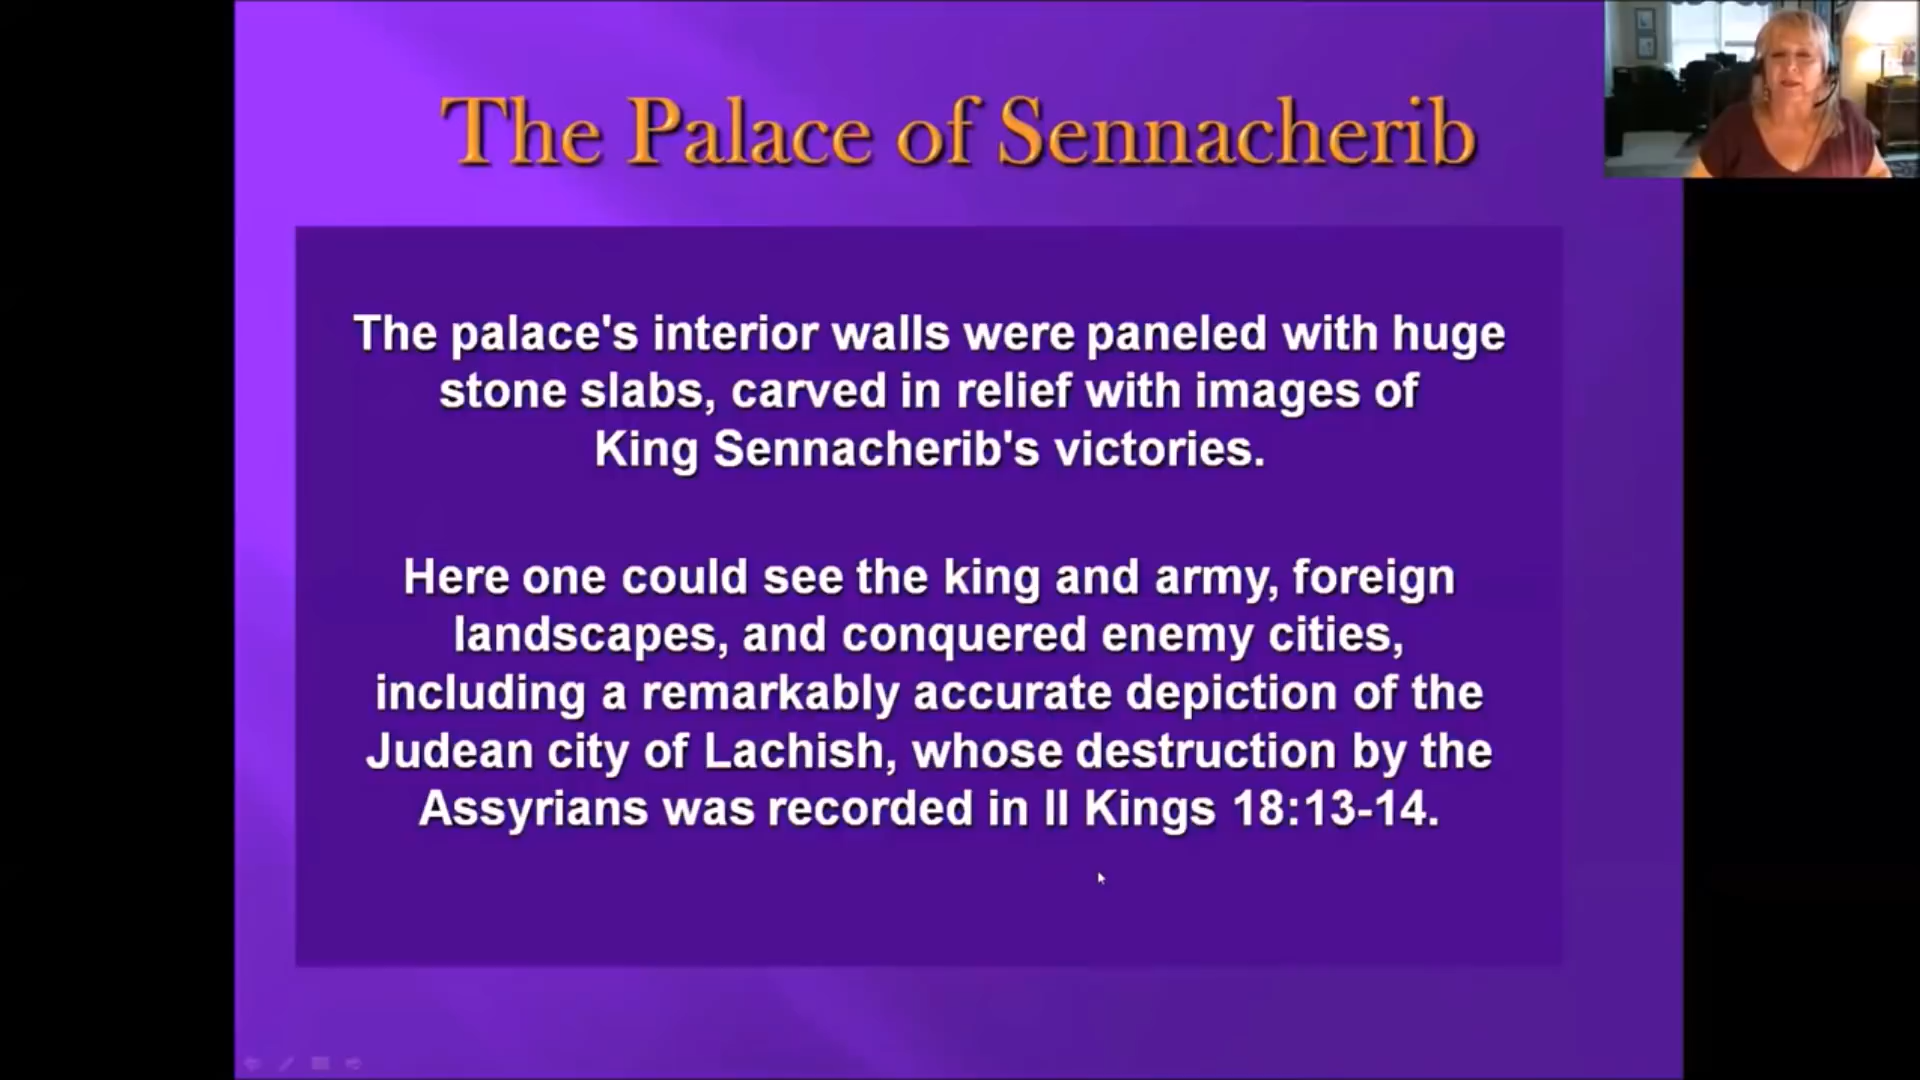 The Palace of Sennacherib
The palace's interior walls were paneled with huge
stone slabs, carved in relief with images of
King Sennacherib's victories.
Here one could see the king and army, foreign
landscapes, and conquered enemy cities,
including a remarkably accurate depiction of the
Judean city of Lachish, whose destruction by the
Assyrians was recorded in II Kings 18:13-14.